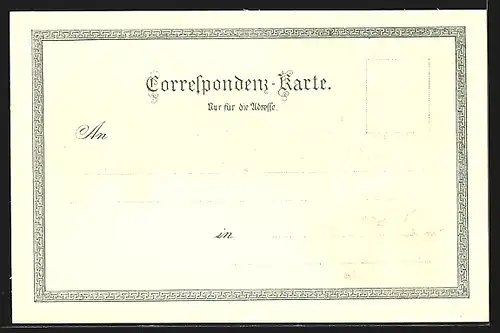 Correspondenz-Karte.
Nur für die Adresse.
An
in